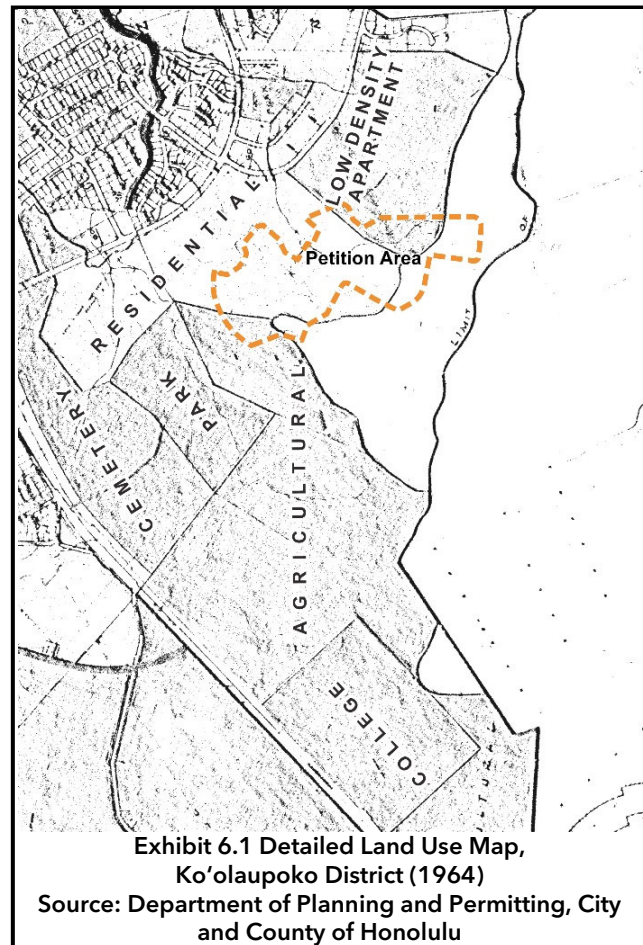 LOW DENSITY
APARTMENT
RESIDENTIAL
Petition Area
LIMIT
OF
PARK
CEMETERY
AGRICULTURAL
COLLEGE
Exhibit 6.1 Detailed Land Use Map,
Ko‘olaupoko District (1964)
Source: Department of Planning and Permitting, City
and County of Honolulu